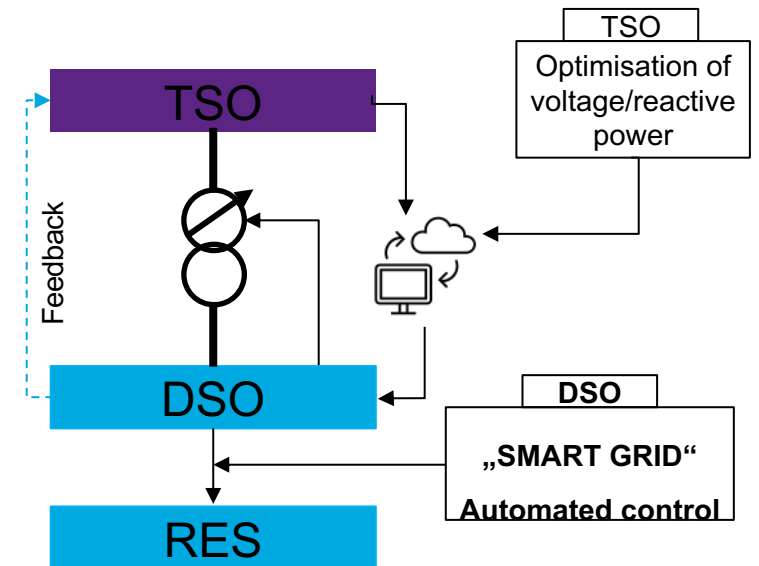 TSO
Optimisation of
voltage/reactive
power
TSO
Feedback
DSO
DSO
„SMART GRID“
Automated control
RES